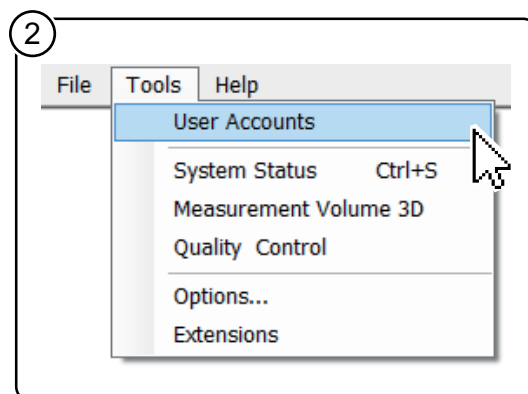 2
File Tools Help
User Accounts
System Status Ctrl+S
Measurement Volume 3D
Quality Control
Options...
Extensions